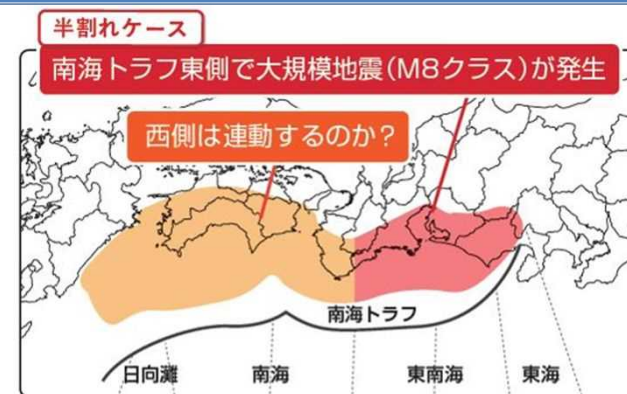 半割れケース
南海トラフ東側で大規模地震(M8クラス)が発生
西側は連動するのか?
南海トラフ
日向灘
南海
東南海
東海